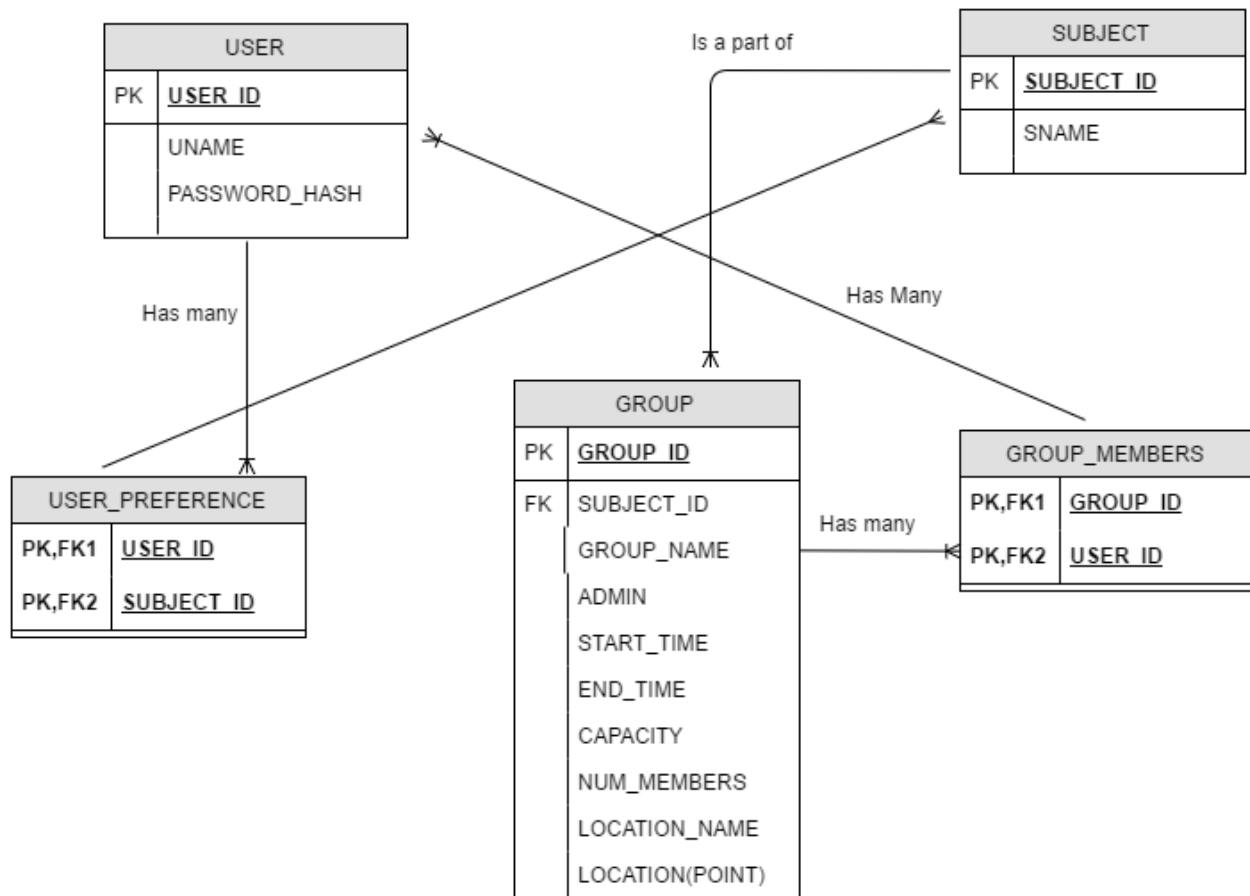 USER
PK USER_ID
UNAME
PASSWORD_HASH
Is a part of
SUBJECT
PK SUBJECT_ID
SNAME
Has many
Has Many
USER_PREFERENCE
PK,FK1 USER_ID
PK,FK2 SUBJECT_ID
GROUP
PK GROUP_ID
FK SUBJECT_ID
GROUP_NAME
ADMIN
START_TIME
END_TIME
CAPACITY
NUM_MEMBERS
LOCATION_NAME
LOCATION(POINT)
Has many
GROUP_MEMBERS
PK,FK1 GROUP_ID
PK,FK2 USER_ID